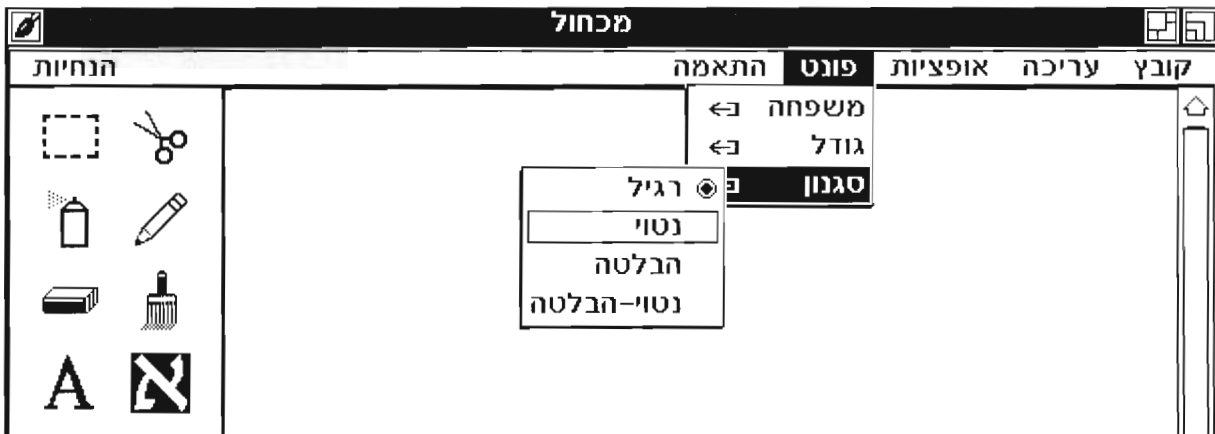 מכחול
קובץ עריכה אופציות פונט התאמה הנחיות
משפחה
גודל
סגנון
רגיל
נטוי
הבלטה
נטוי-הבלטה
א A